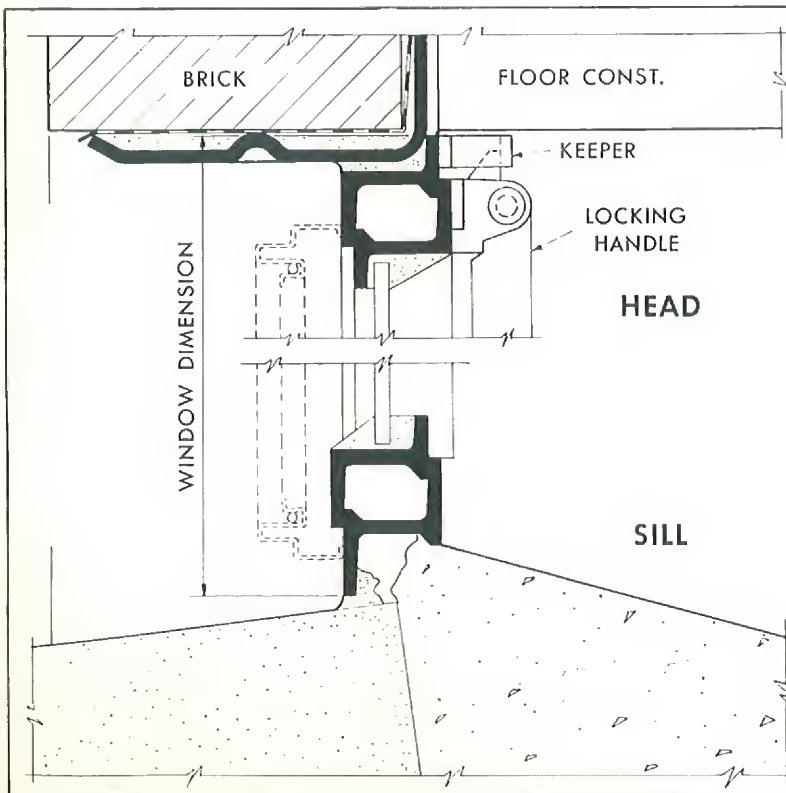 BRICK
FLOOR CONST.
KEEPER
LOCKING
HANDLE
WINDOW DIMENSION
HEAD
SILL